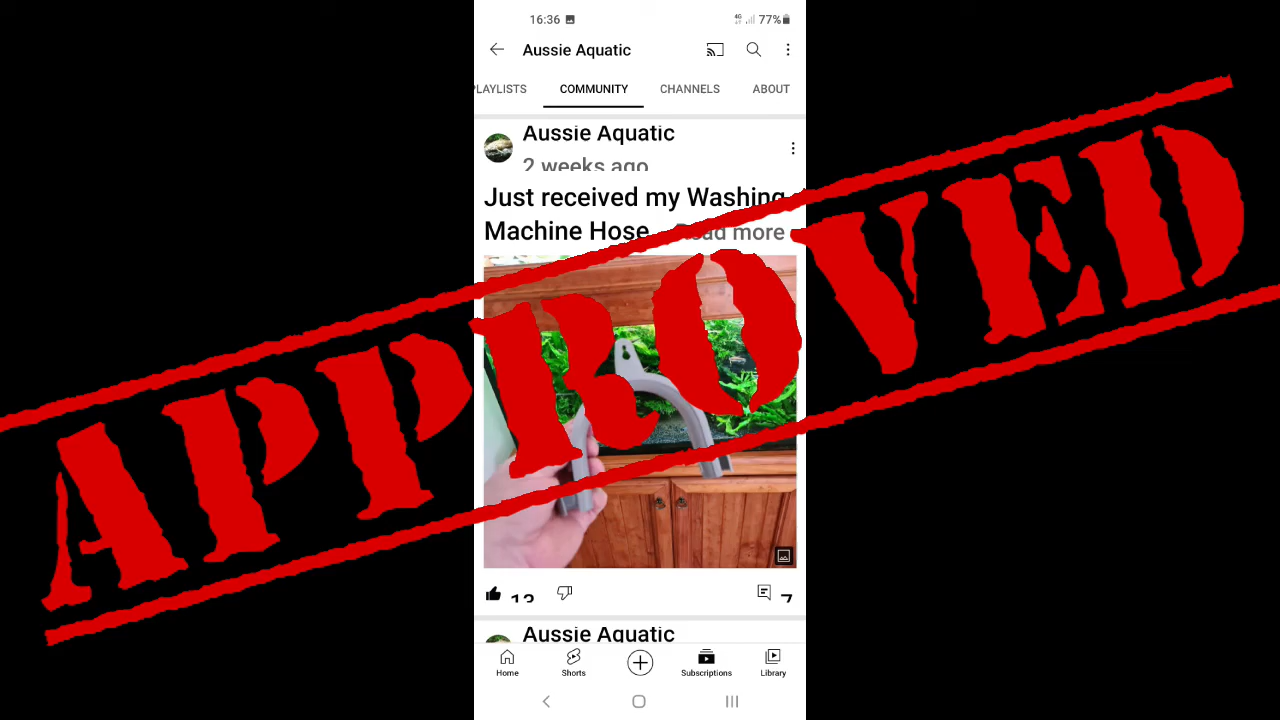 16:36
4G 77%
Aussie Aquatic
PLAYLISTS COMMUNITY CHANNELS ABOUT
Aussie Aquatic
2 weeks ago
Just received my Washing
Machine Hose Read more
APPROVED
13 7
Aussie Aquatic
Home Shorts Subscriptions Library